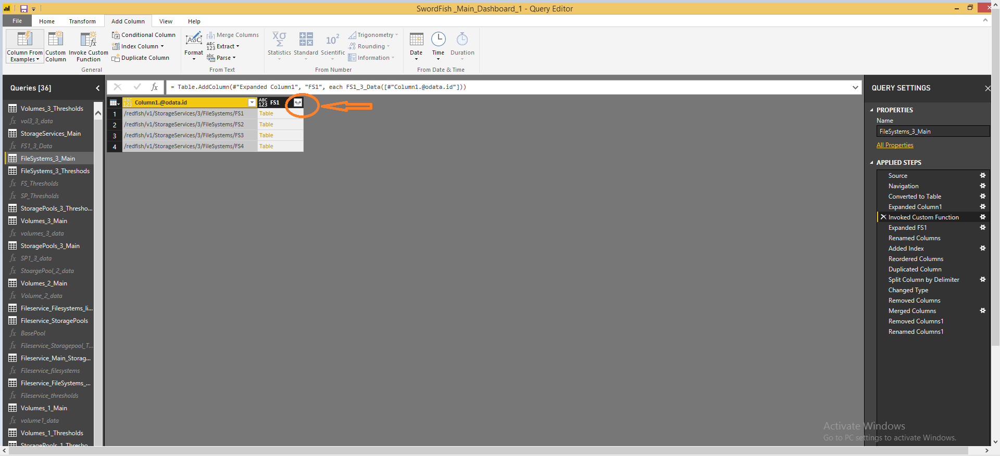 SwordFish _Main_Dashboard_1 - Query Editor
File
Home
Transform
Add Column
View
Help
Column From Examples
Custom Column
Invoke Custom Function
Conditional Column
Index Column
Duplicate Column
General
Format
Merge Columns
Extract
Parse
From Text
Statistics
Standard
Scientific
Trigonometry
Rounding
Information
From Number
Date
Time
Duration
From Date & Time
Queries [36]
Volumes_3_Thresholds
vol3_3_data
StorageServices_Main
FS1_3_Data
FileSystems_3_Main
FileSystems_3_Threshods
FS_Thresholds
SP_Thresholds
StoragePools_3_Thresho...
Volumes_3_Main
volumes_3_data
StoragePools_3_Main
SP1_3_data
StoargePool_2_data
Volumes_2_Main
Volume_2_data
Fileservice_Filesystems_li...
Fileservice_StoragePools
BasePool
Fileservice_Storagepool_T...
Fileservice_Main_Storag...
Fileservice_filesystems
Fileservice_FileSystems_...
Fileservice_thresholds
Volumes_1_Main
volume1_data
Volumes_1_Thresholds
StoragePools_1_Thresho
fx
= Table.AddColumn(#"Expanded Column1", "FS1", each FS1_3_Data([#"Column1.@odata.id"]))
ABC 123 Column1.@odata.id
ABC 123 FS1
1 /redfish/v1/StorageServices/3/FileSystems/FS1 Table
2 /redfish/v1/StorageServices/3/FileSystems/FS2 Table
3 /redfish/v1/StorageServices/3/FileSystems/FS3 Table
4 /redfish/v1/StorageServices/3/FileSystems/FS4 Table
QUERY SETTINGS
PROPERTIES
Name
FileSystems_3_Main
All Properties
APPLIED STEPS
Source
Navigation
Converted to Table
Expanded Column1
Invoked Custom Function
Expanded FS1
Renamed Columns
Added Index
Reordered Columns
Duplicated Column
Split Column by Delimiter
Changed Type
Removed Columns
Merged Columns
Removed Columns1
Renamed Columns1
Activate Windows
Go to PC settings to activate Windows.